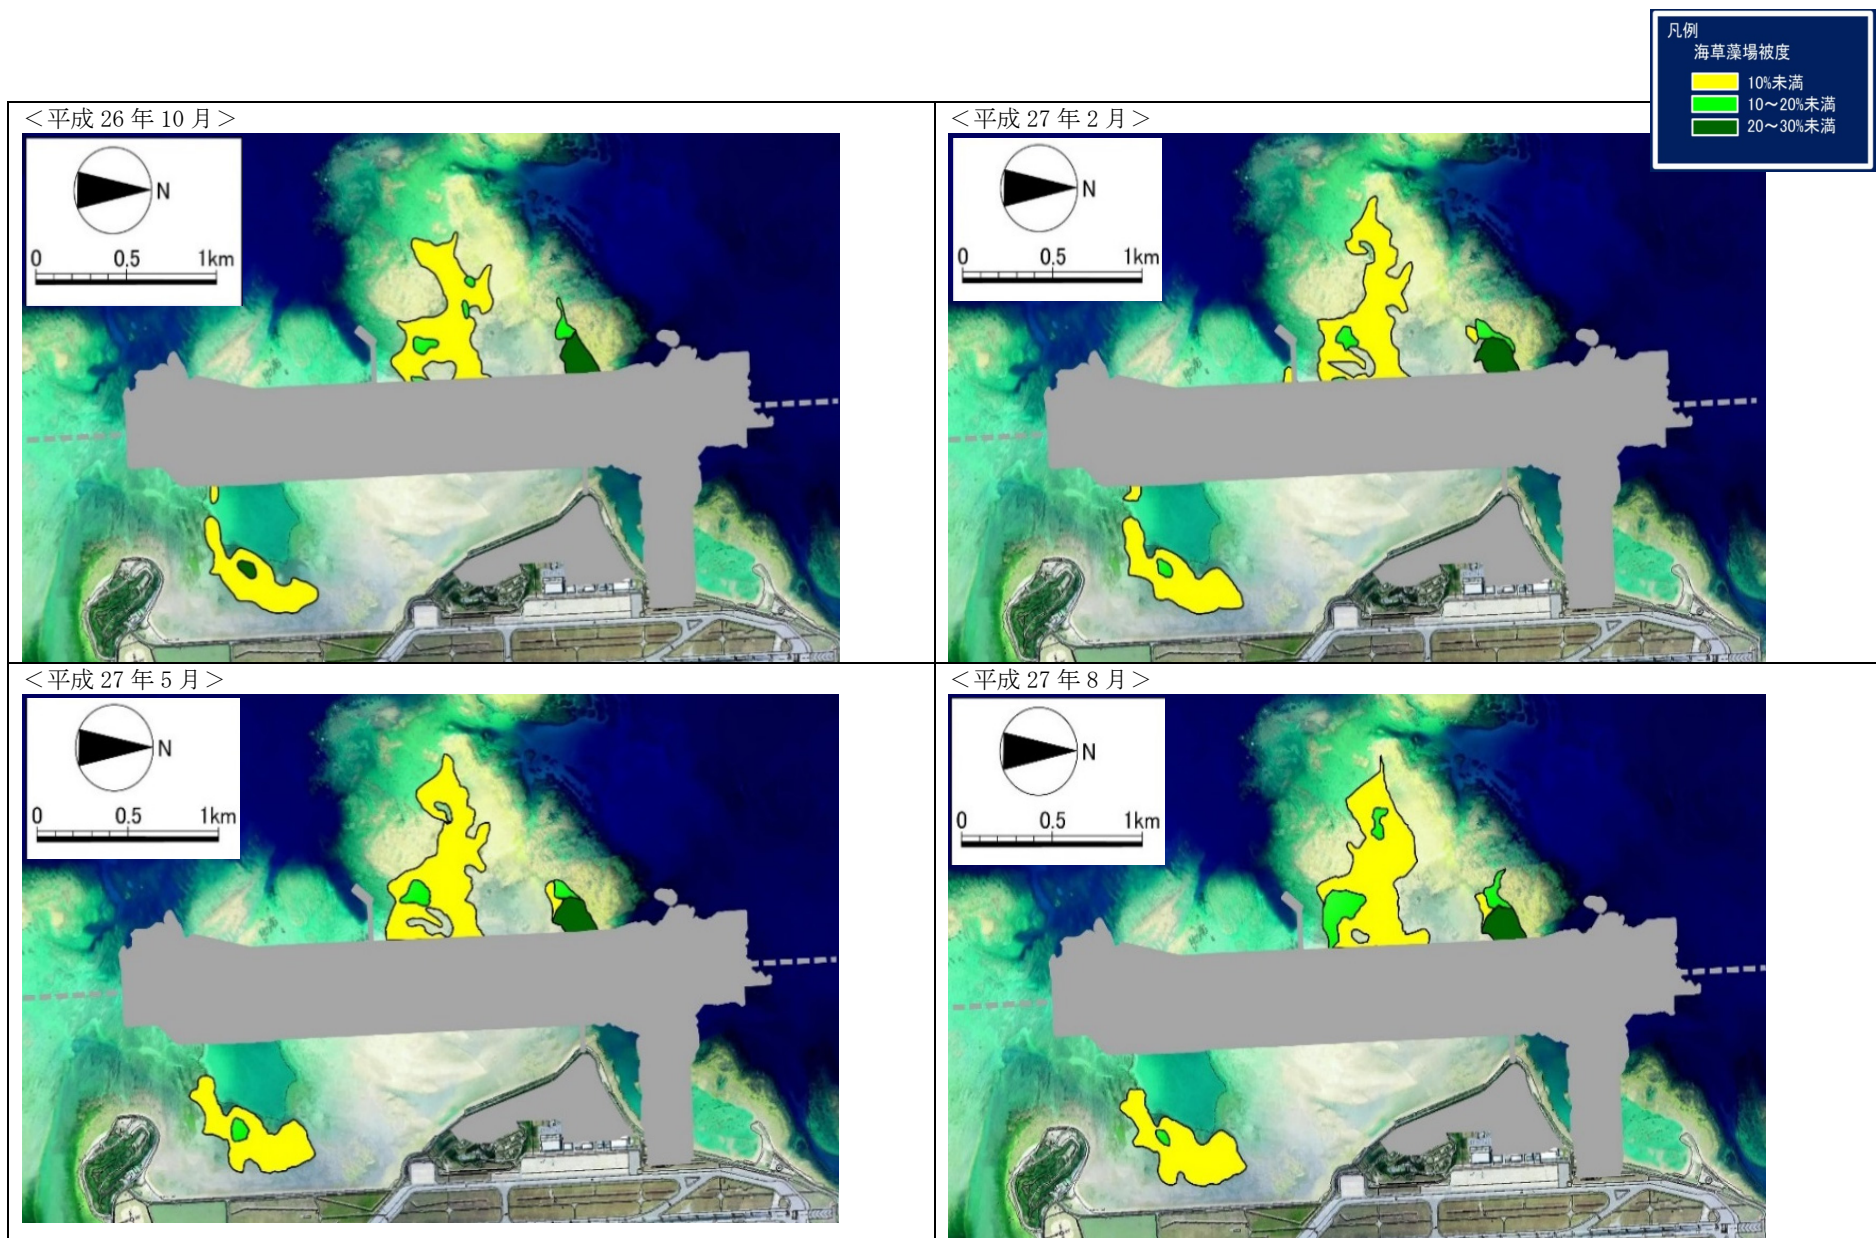 凡例
海草藻場被度
10%未満
10～20%未満
20～30%未満
＜平成 26 年 10 月＞
N
0 0.5 1km
＜平成 27 年 2 月＞
N
0 0.5 1km
＜平成 27 年 5 月＞
N
0 0.5 1km
＜平成 27 年 8 月＞
N
0 0.5 1km